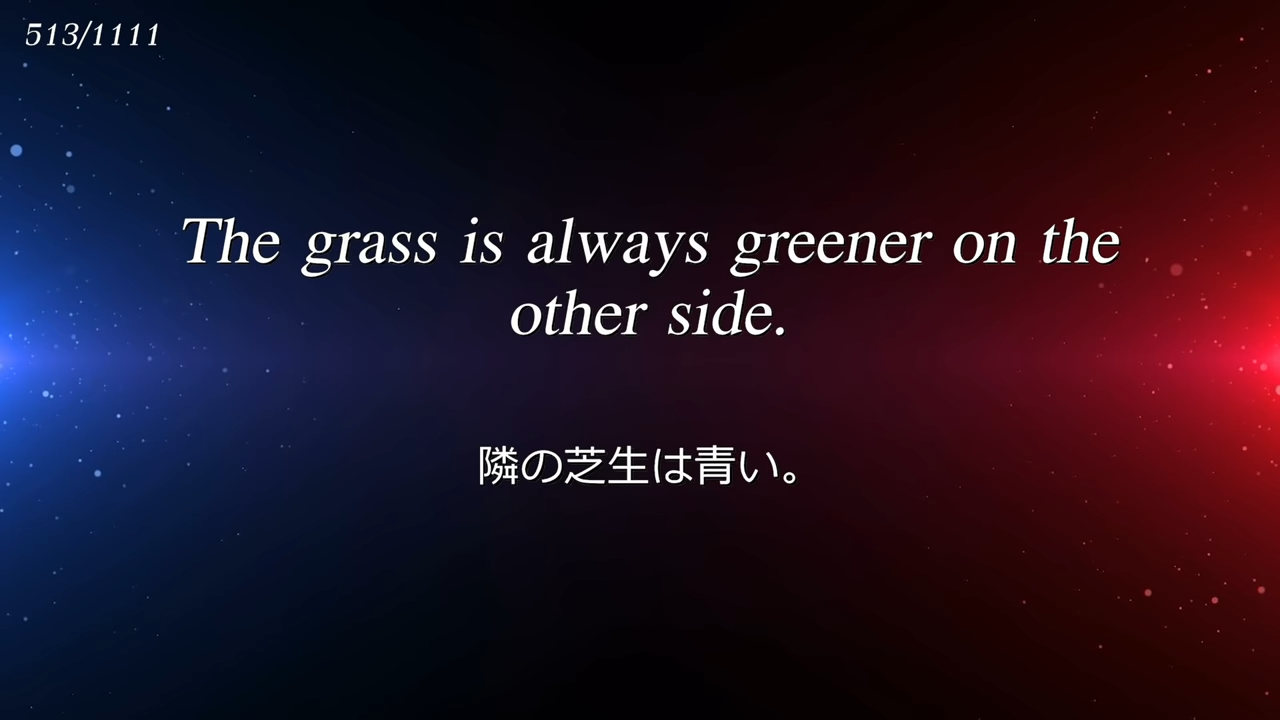 513/1111
The grass is always greener on the
other side.
隣の芝生は青い。